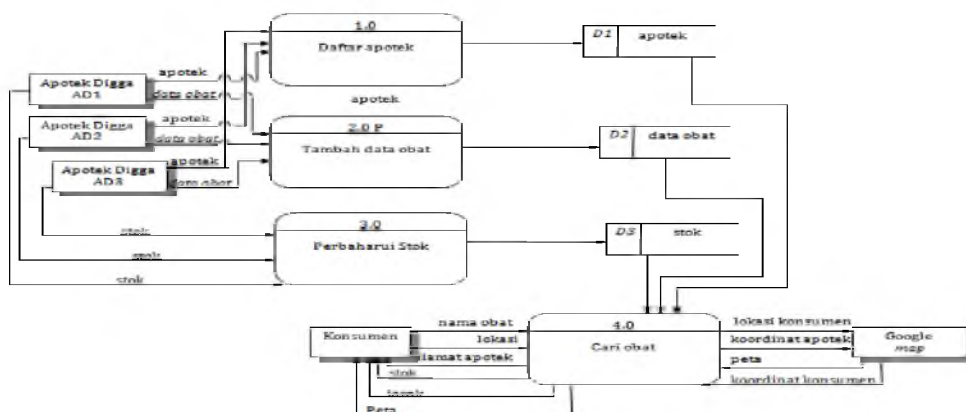 1.0
Daftar apotek
D1 apotek
apotek
Apotek Digga
AD1
data obat
apotek
apotek
Apotek Digga
AD2
data obat
2.0 P
Tambah data obat
D2 data obat
apotek
Apotek Digga
AD3
data obat
3.0
Perbaharui Stok
D3 stok
stok
stok
stok
nama obat
4.0
lokasi konsumen
Konsumen
lokasi
Cari obat
koordinat apotek
Google
map
alamat apotek
peta
stok
koordinat konsumen
Peta